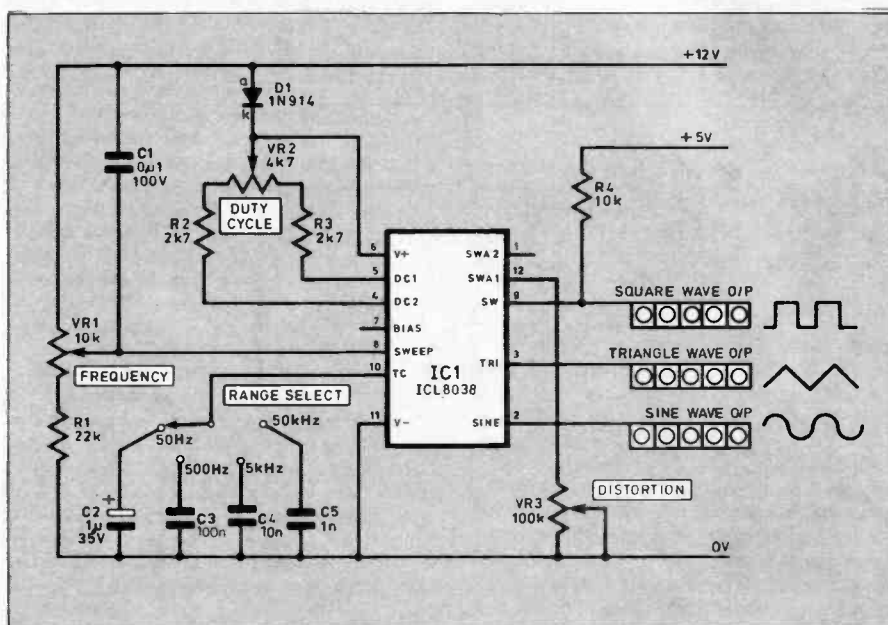 +12V
a
D1
1N914
k
+5V
C1
0µ1
100V
VR2
4k7
R4
10k
DUTY
CYCLE
R2
2k7
R3
2k7
6
V+
SWA2
1
5
DC1
SWA1
12
4
DC2
SW
9
SQUARE WAVE O/P
7
BIAS
VR1
10k
8
SWEEP
TRI
3
TRIANGLE WAVE O/P
FREQUENCY
10
TC
IC1
ICL8038
RANGE SELECT
R1
22k
50Hz
50kHz
11
V-
SINE
2
SINE WAVE O/P
500Hz
5kHz
VR3
100k
DISTORTION
+
C2
1µ
35V
C3
100n
C4
10n
C5
1n
0V